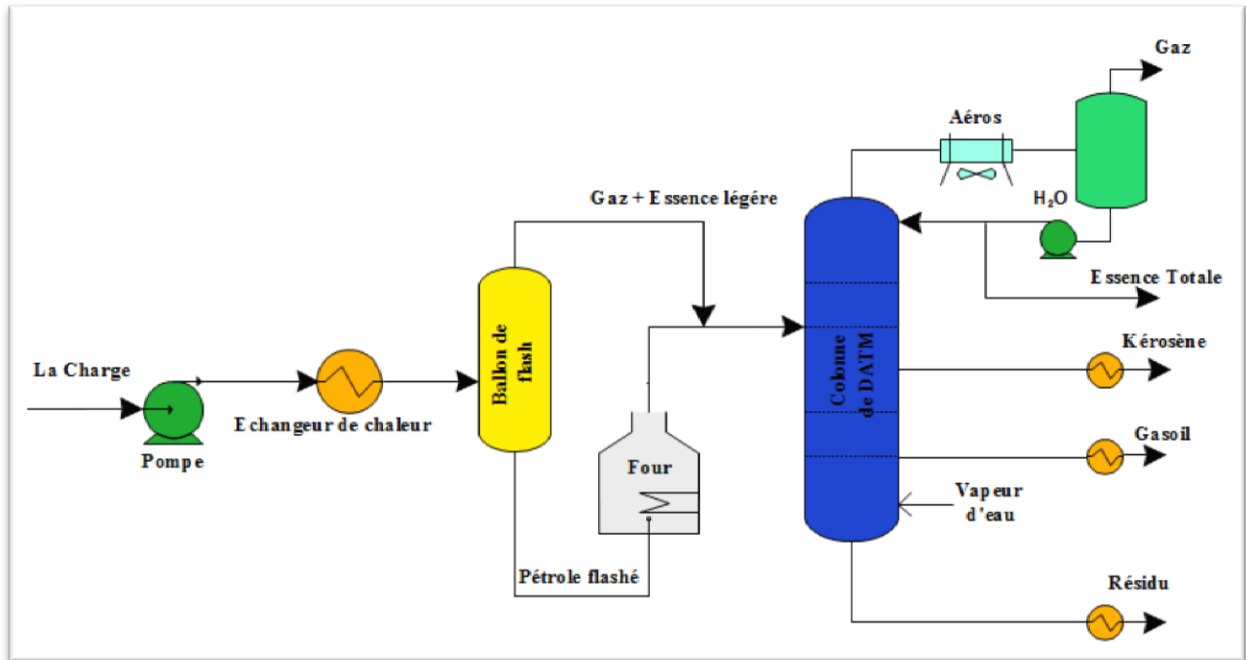 Gaz
Aéros
Gaz + Essence légére
H₂O
Essence Totale
Ballon de
flash
Colonne
de DATM
Kérosène
La Charge
Echangeur de chaleur
Pompe
Four
Gasoil
Vapeur
d'eau
Pétrole flashé
Résidu